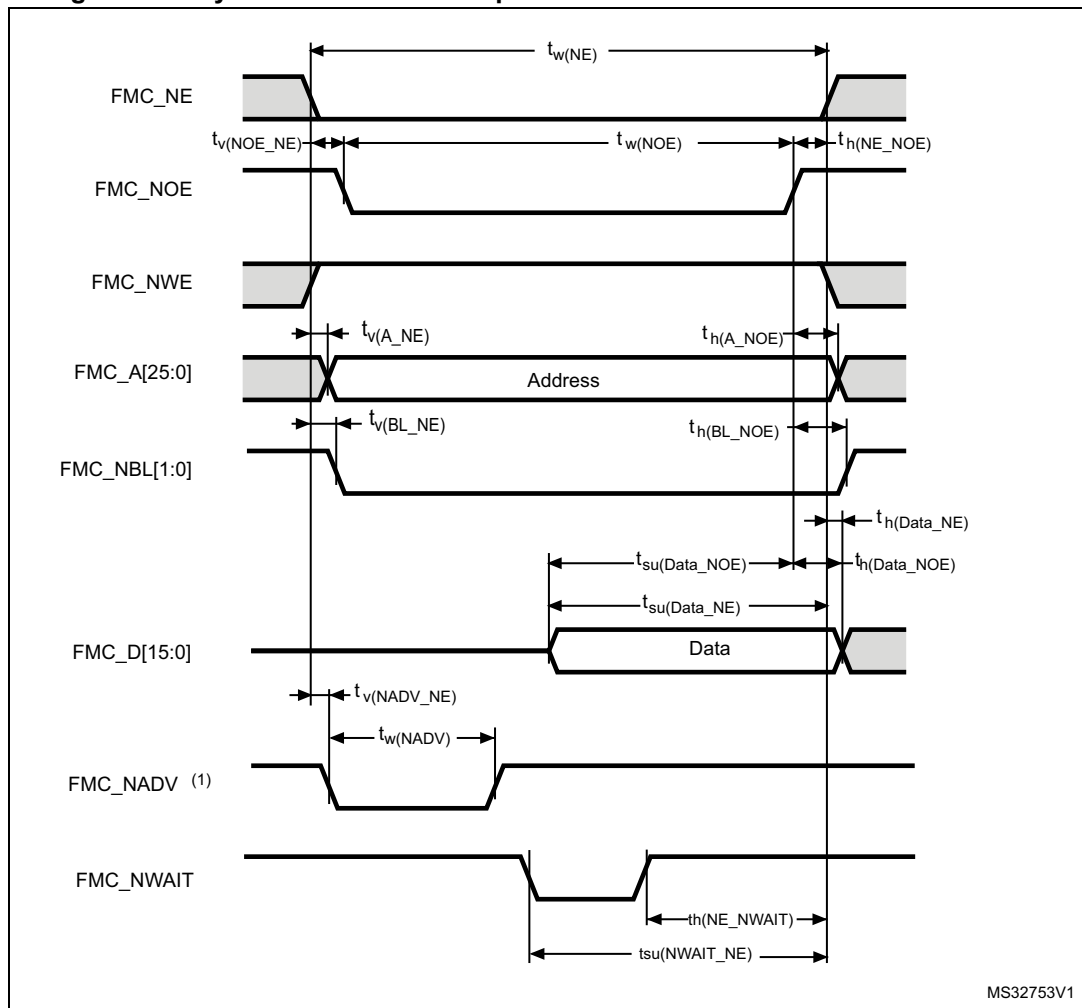 tw(NE)
FMC_NE
tv(NOE_NE) tw(NOE) th(NE_NOE)
FMC_NOE
FMC_NWE
tv(A_NE) th(A_NOE)
FMC_A[25:0] Address
tv(BL_NE) th(BL_NOE)
FMC_NBL[1:0]
th(Data_NE)
tsu(Data_NOE) th(Data_NOE)
tsu(Data_NE)
FMC_D[15:0] Data
tv(NADV_NE)
tw(NADV)
FMC_NADV (1)
FMC_NWAIT
th(NE_NWAIT)
tsu(NWAIT_NE)
MS32753V1